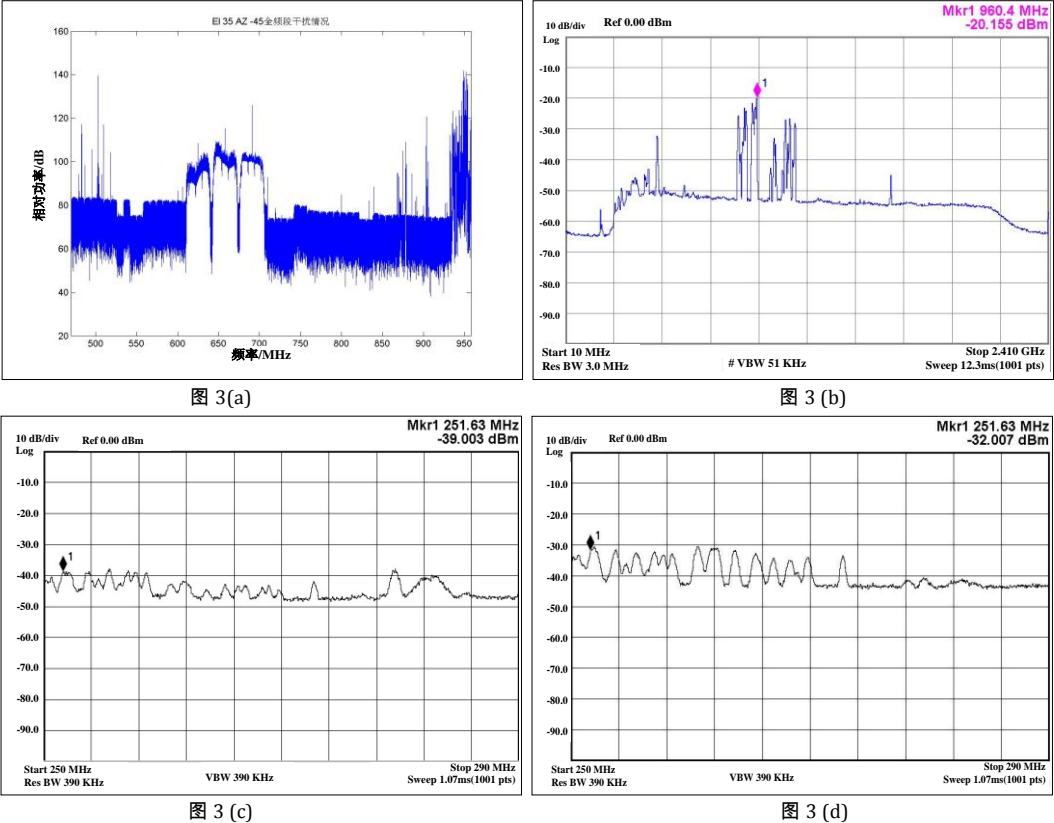 EI 35 AZ -45全频段干扰情况
160
140
120
100
80
60
40
20
相对功率/dB
500 550 600 650 700 750 800 850 900 950
频率/MHz
图 3(a)
Mkr1 960.4 MHz
-20.155 dBm
10 dB/div Ref 0.00 dBm
Log
1
-10.0
-20.0
-30.0
-40.0
-50.0
-60.0
-70.0
-80.0
-90.0
Start 10 MHz Stop 2.410 GHz
Res BW 3.0 MHz # VBW 51 KHz Sweep 12.3ms(1001 pts)
图 3 (b)
Mkr1 251.63 MHz
-39.003 dBm
10 dB/div Ref 0.00 dBm
Log
-10.0
-20.0
-30.0
1
-40.0
-50.0
-60.0
-70.0
-80.0
-90.0
Start 250 MHz Stop 290 MHz
Res BW 390 KHz VBW 390 KHz Sweep 1.07ms(1001 pts)
图 3 (c)
Mkr1 251.63 MHz
-32.007 dBm
10 dB/div Ref 0.00 dBm
Log
-10.0
-20.0
1
-30.0
-40.0
-50.0
-60.0
-70.0
-80.0
-90.0
Start 250 MHz Stop 290 MHz
Res BW 390 KHz VBW 390 KHz Sweep 1.07ms(1001 pts)
图 3 (d)